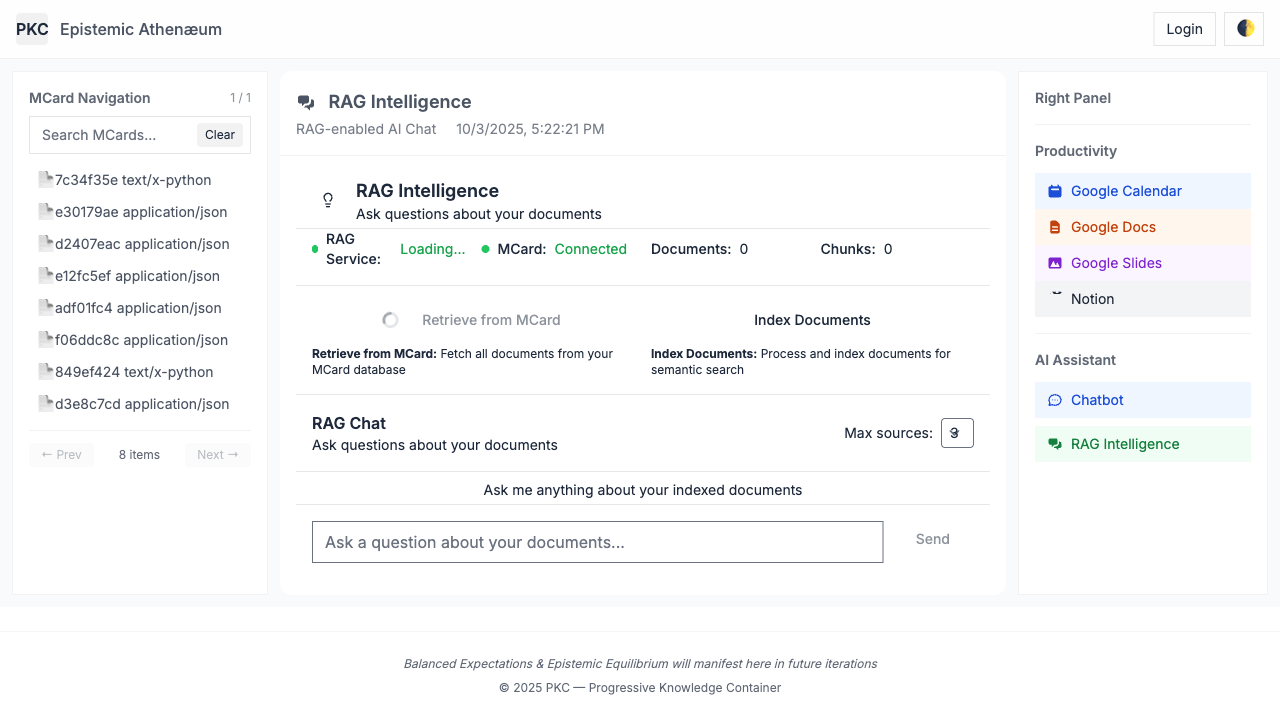 PKC Epistemic Athenæum
Login
MCard Navigation 1 / 1
Search MCards... Clear
7c34f35e text/x-python
e30179ae application/json
d2407eac application/json
e12fc5ef application/json
adf01fc4 application/json
f06ddc8c application/json
849ef424 text/x-python
d3e8c7cd application/json
← Prev 8 items Next →
RAG Intelligence
RAG-enabled AI Chat 10/3/2025, 5:22:21 PM
RAG Intelligence
Ask questions about your documents
RAG Service: Loading... MCard: Connected Documents: 0 Chunks: 0
Retrieve from MCard Index Documents
Retrieve from MCard: Fetch all documents from your
MCard database
Index Documents: Process and index documents for
semantic search
RAG Chat
Ask questions about your documents
Max sources:
Ask me anything about your indexed documents
Ask a question about your documents... Send
Right Panel
Productivity
Google Calendar
Google Docs
Google Slides
Notion
AI Assistant
Chatbot
RAG Intelligence
Balanced Expectations & Epistemic Equilibrium will manifest here in future iterations
© 2025 PKC — Progressive Knowledge Container